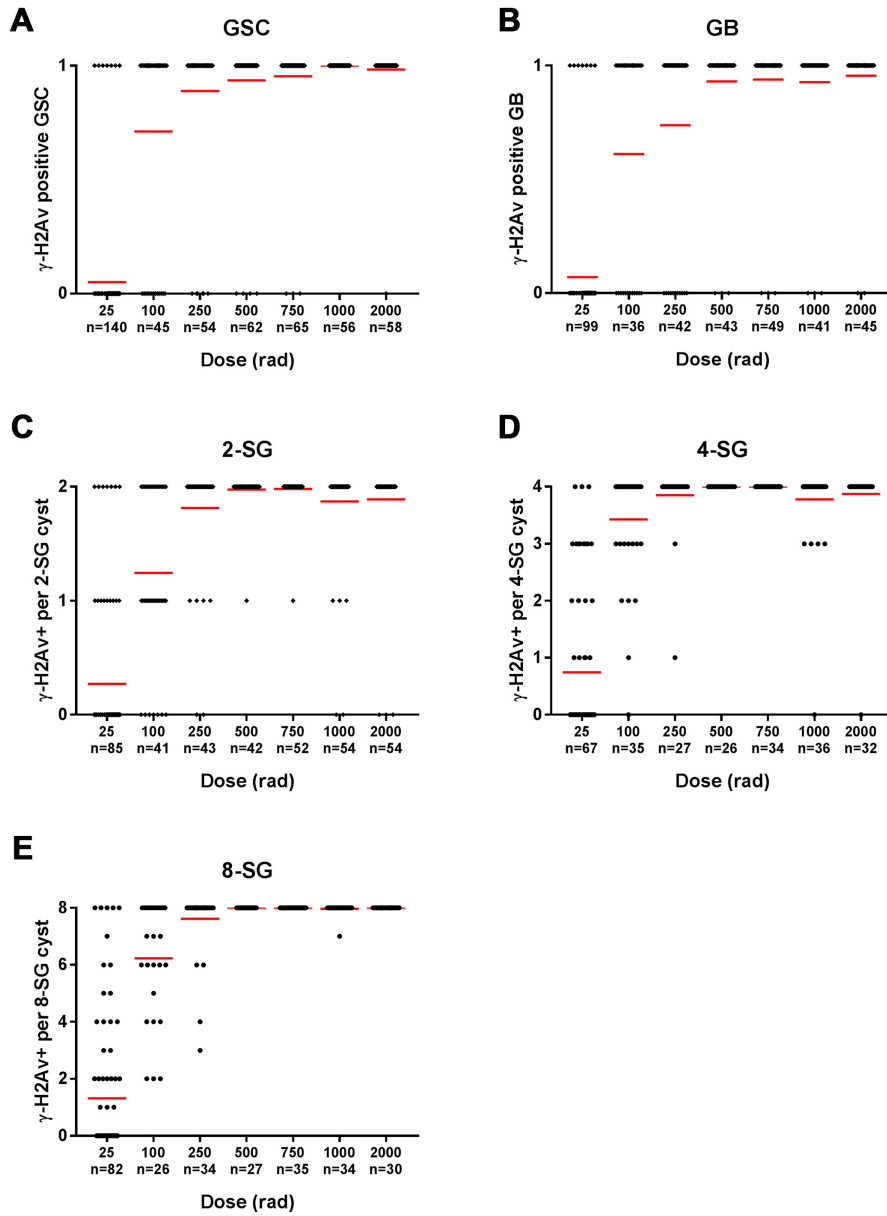 A
GSC
γ-H2Av positive GSC
1
0
25 100 250 500 750 1000 2000
n=140 n=45 n=54 n=62 n=65 n=56 n=58
Dose (rad)
B
GB
γ-H2Av positive GB
1
0
25 100 250 500 750 1000 2000
n=99 n=36 n=42 n=43 n=49 n=41 n=45
Dose (rad)
C
2-SG
γ-H2Av+ per 2-SG cyst
2
1
0
25 100 250 500 750 1000 2000
n=85 n=41 n=43 n=42 n=52 n=54 n=54
Dose (rad)
D
4-SG
γ-H2Av+ per 4-SG cyst
4
3
2
1
0
25 100 250 500 750 1000 2000
n=67 n=35 n=27 n=26 n=34 n=36 n=32
Dose (rad)
E
8-SG
γ-H2Av+ per 8-SG cyst
8
6
4
2
0
25 100 250 500 750 1000 2000
n=82 n=26 n=34 n=27 n=35 n=34 n=30
Dose (rad)